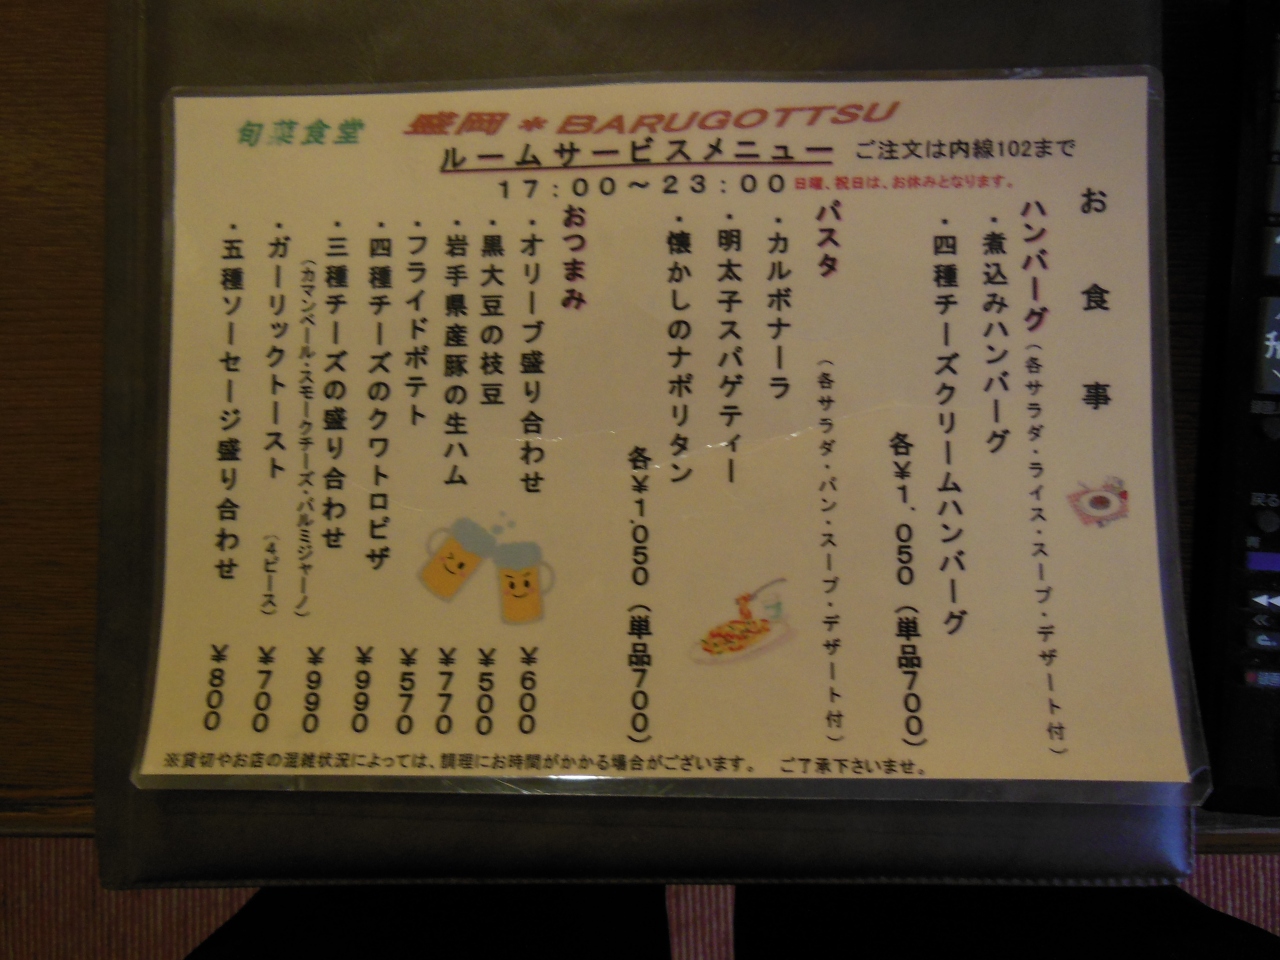 旬菜食堂
盛岡＊BARUGOTTSU
ルームサービスメニュー
ご注文は内線102まで
17：00～23：00
日曜、祝日は、お休みとなります。
お食事
ハンバーグ（各サラダ・ライス・スープ・デザート付）
・煮込みハンバーグ
・四種チーズクリームハンバーグ
各￥1．050（単品700）
パスタ（各サラダ・パン・スープ・デザート付）
・カルボナーラ
・明太子スパゲティー
・懐かしのナポリタン
各￥1．050（単品700）
おつまみ
・オリーブ盛り合わせ ￥600
・黒大豆の枝豆 ￥500
・岩手県産豚の生ハム ￥770
・フライドポテト ￥570
・四種チーズのクワトロピザ ￥990
・三種チーズの盛り合わせ ￥990
（カマンベール・スモークチーズ・パルミジャーノ）
・ガーリックトースト（4ピース） ￥700
・五種ソーセージ盛り合わせ ￥800
※貸切やお店の混雑状況によっては、調理にお時間がかかる場合がございます。　ご了承下さいませ。
戻る